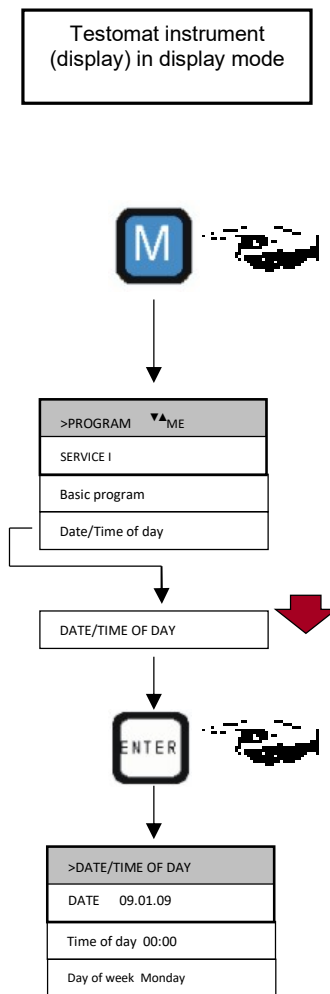 Testomat instrument
(display) in display mode
M
>PROGRAM ▼▲ME
SERVICE I
Basic program
Date/Time of day
DATE/TIME OF DAY
ENTER
>DATE/TIME OF DAY
DATE 09.01.09
Time of day 00:00
Day of week Monday